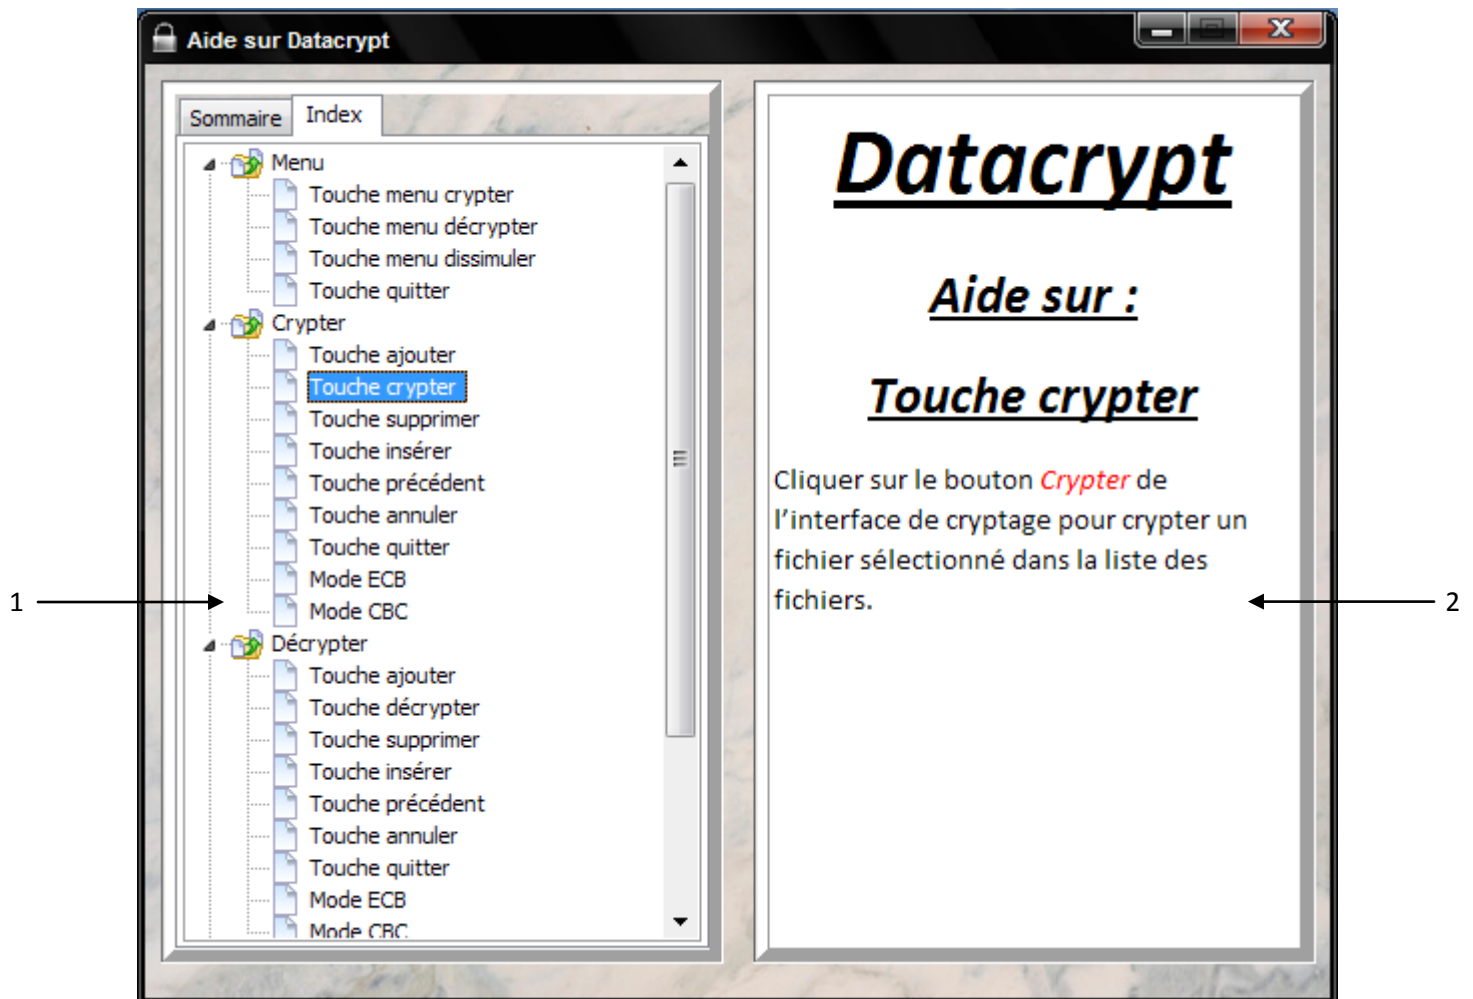 Aide sur Datacrypt
Sommaire
Index
Menu
Touche menu crypter
Touche menu décrypter
Touche menu dissimuler
Touche quitter
Crypter
Touche ajouter
Touche crypter
Touche supprimer
Touche insérer
Touche précédent
Touche annuler
Touche quitter
Mode ECB
Mode CBC
Décrypter
Touche ajouter
Touche décrypter
Touche supprimer
Touche insérer
Touche précédent
Touche annuler
Touche quitter
Mode ECB
Mode CBC
1
Datacrypt
Aide sur :
Touche crypter
Cliquer sur le bouton Crypter de
l’interface de cryptage pour crypter un
fichier sélectionné dans la liste des
fichiers.
2